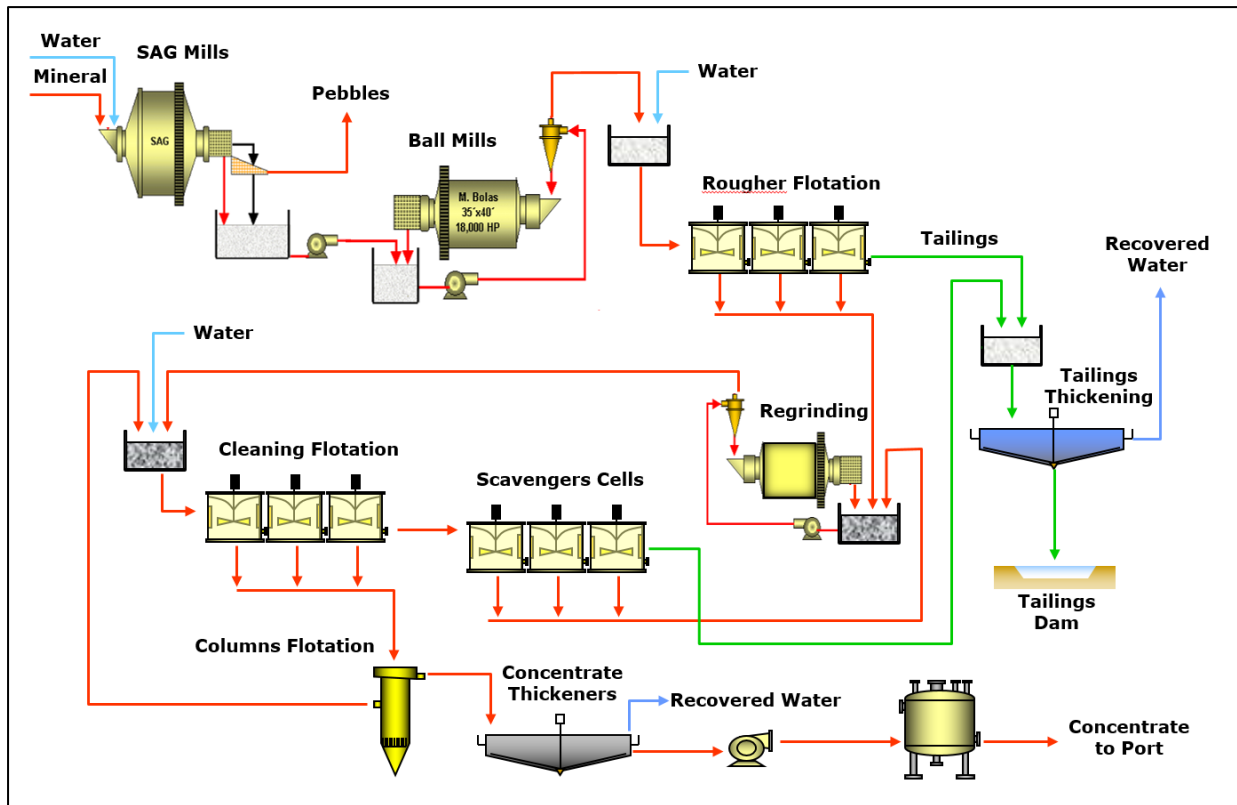 Water
SAG Mills
Mineral
SAG
Pebbles
Ball Mills
M. Bolas
35´x40´
18,000 HP
Water
Rougher Flotation
Tailings
Recovered
Water
Water
Tailings
Thickening
Regrinding
Cleaning Flotation
Scavengers Cells
Tailings
Dam
Columns Flotation
Concentrate
Thickeners
Recovered Water
Concentrate
to Port